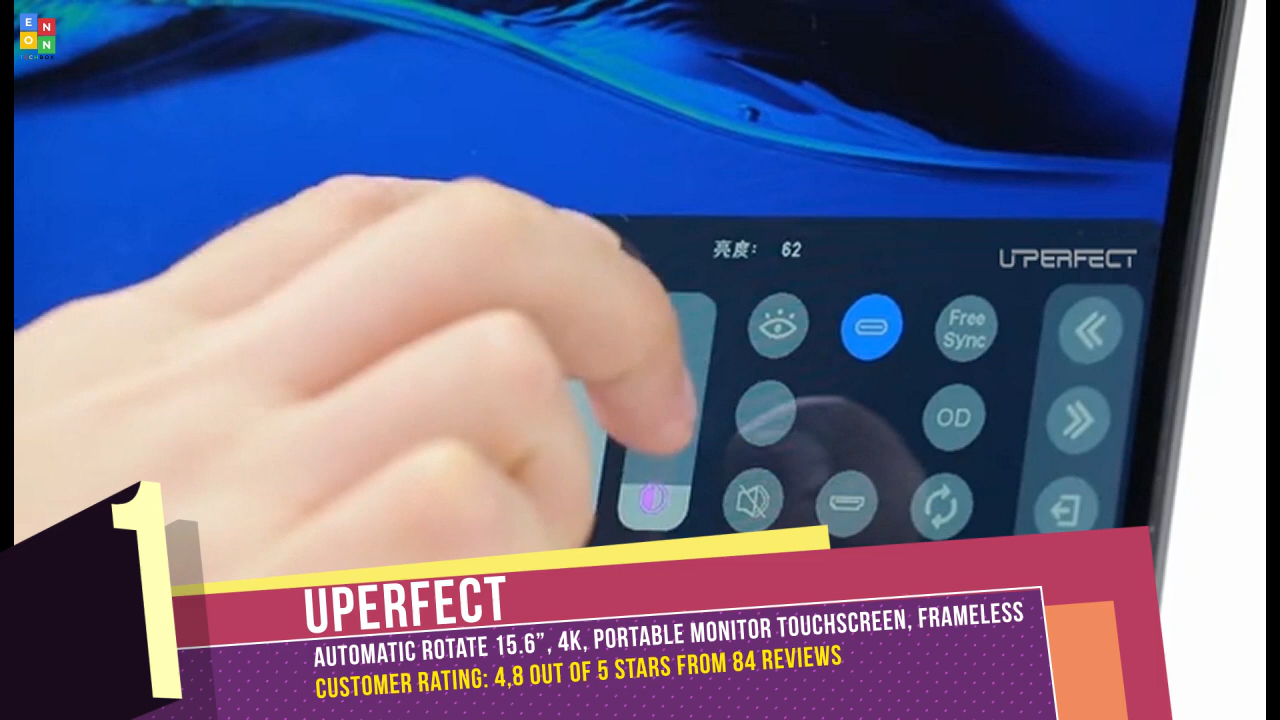 E
N
O
N
TECHBOX
亮度： 62
UPERFECT
Free
Sync
OD
1
UPERFECT
AUTOMATIC ROTATE 15.6”, 4K, PORTABLE MONITOR TOUCHSCREEN, FRAMELESS
CUSTOMER RATING: 4,8 OUT OF 5 STARS FROM 84 REVIEWS